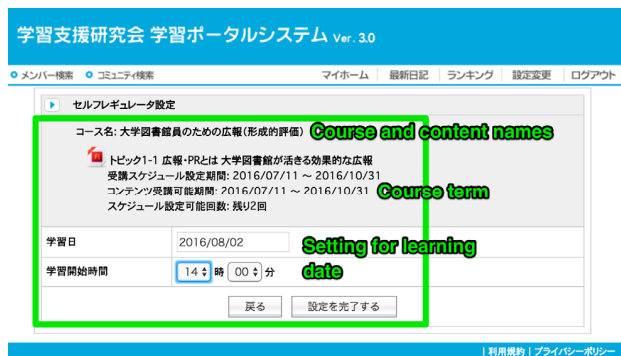 学習支援研究会 学習ポータルシステム Ver. 3.0
メンバー検索 コミュニティ検索 マイホーム 最新日記 ランキング 設定変更 ログアウト
セルフレギュレータ設定
コース名: 大学図書館員のための広報(形成的評価) Course and content names
トピック1-1 広報・PRとは 大学図書館が活きる効果的な広報
受講スケジュール設定期間: 2016/07/11 ～ 2016/10/31
コンテンツ受講可能期間: 2016/07/11 ～ 2016/10/31 Course term
スケジュール設定可能回数: 残り2回
学習日 2016/08/02 Setting for learning
学習開始時間 14 時 00 分 date
戻る 設定を完了する
| 利用規約 | プライバシーポリシー